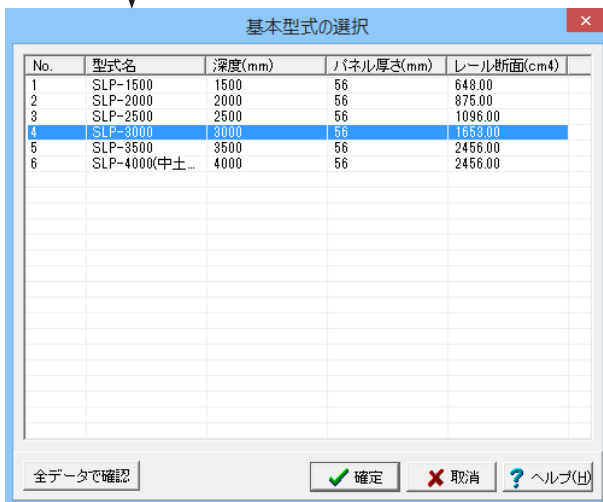 基本型式の選択
No. 型式名 深度(mm) パネル厚さ(mm) レール断面(cm4)
1 SLP-1500 1500 56 648.00
2 SLP-2000 2000 56 875.00
3 SLP-2500 2500 56 1096.00
4 SLP-3000 3000 56 1653.00
5 SLP-3500 3500 56 2456.00
6 SLP-4000(中土... 4000 56 2456.00
全データで確認 確定 取消 ヘルプ(H)